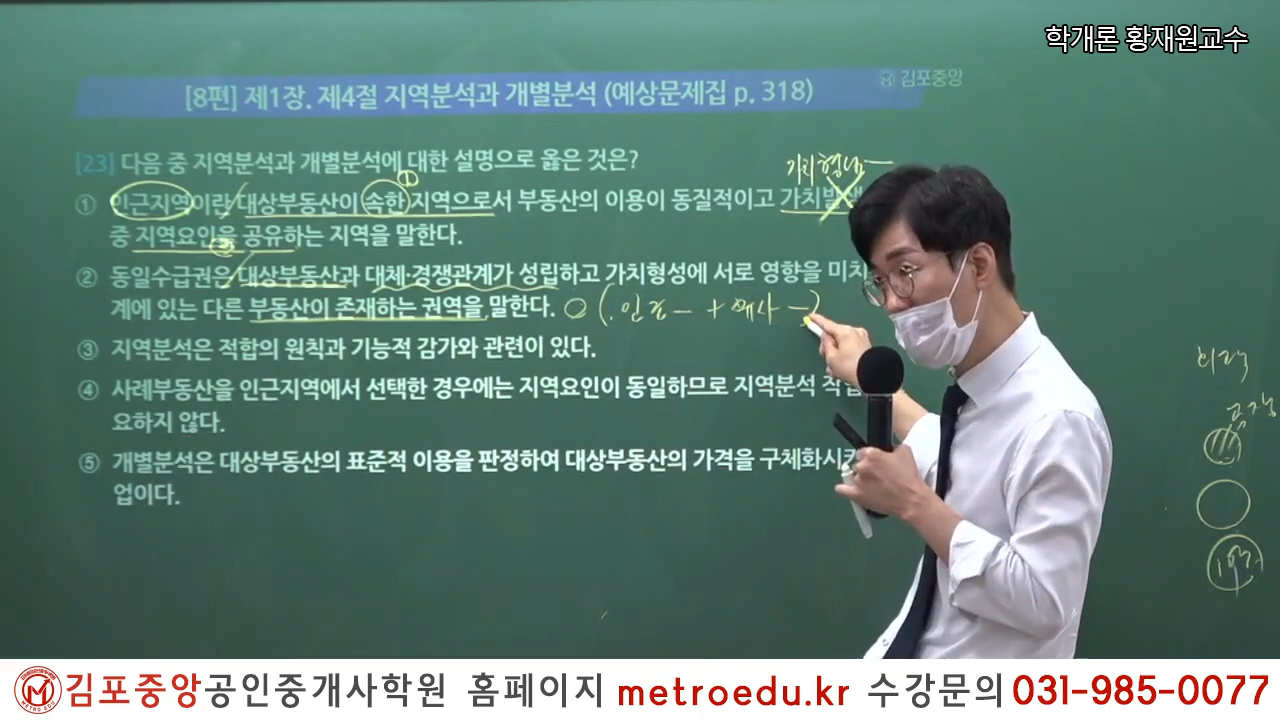 학개론 황재원교수
김포중앙
[8편] 제1장. 제4절 지역분석과 개별분석 (예상문제집 p. 318)
[23] 다음 중 지역분석과 개별분석에 대한 설명으로 옳은 것은?
가치형성
①
① 인근지역이란 대상부동산이 속한 지역으로서 부동산의 이용이 동질적이고 가치발생
중 지역요인을 공유하는 지역을 말한다.
②
② 동일수급권은 대상부동산과 대체·경쟁관계가 성립하고 가치형성에 서로 영향을 미치
계에 있는 다른 부동산이 존재하는 권역을 말한다.
③ 지역분석은 적합의 원칙과 기능적 감가와 관련이 있다.
④ 사례부동산을 인근지역에서 선택한 경우에는 지역요인이 동일하므로 지역분석 작업
요하지 않다.
⑤ 개별분석은 대상부동산의 표준적 이용을 판정하여 대상부동산의 가격을 구체화시키
업이다.
공장
METRO EDU
김포중앙공인중개사학원 홈페이지 metroedu.kr 수강문의 031-985-0077